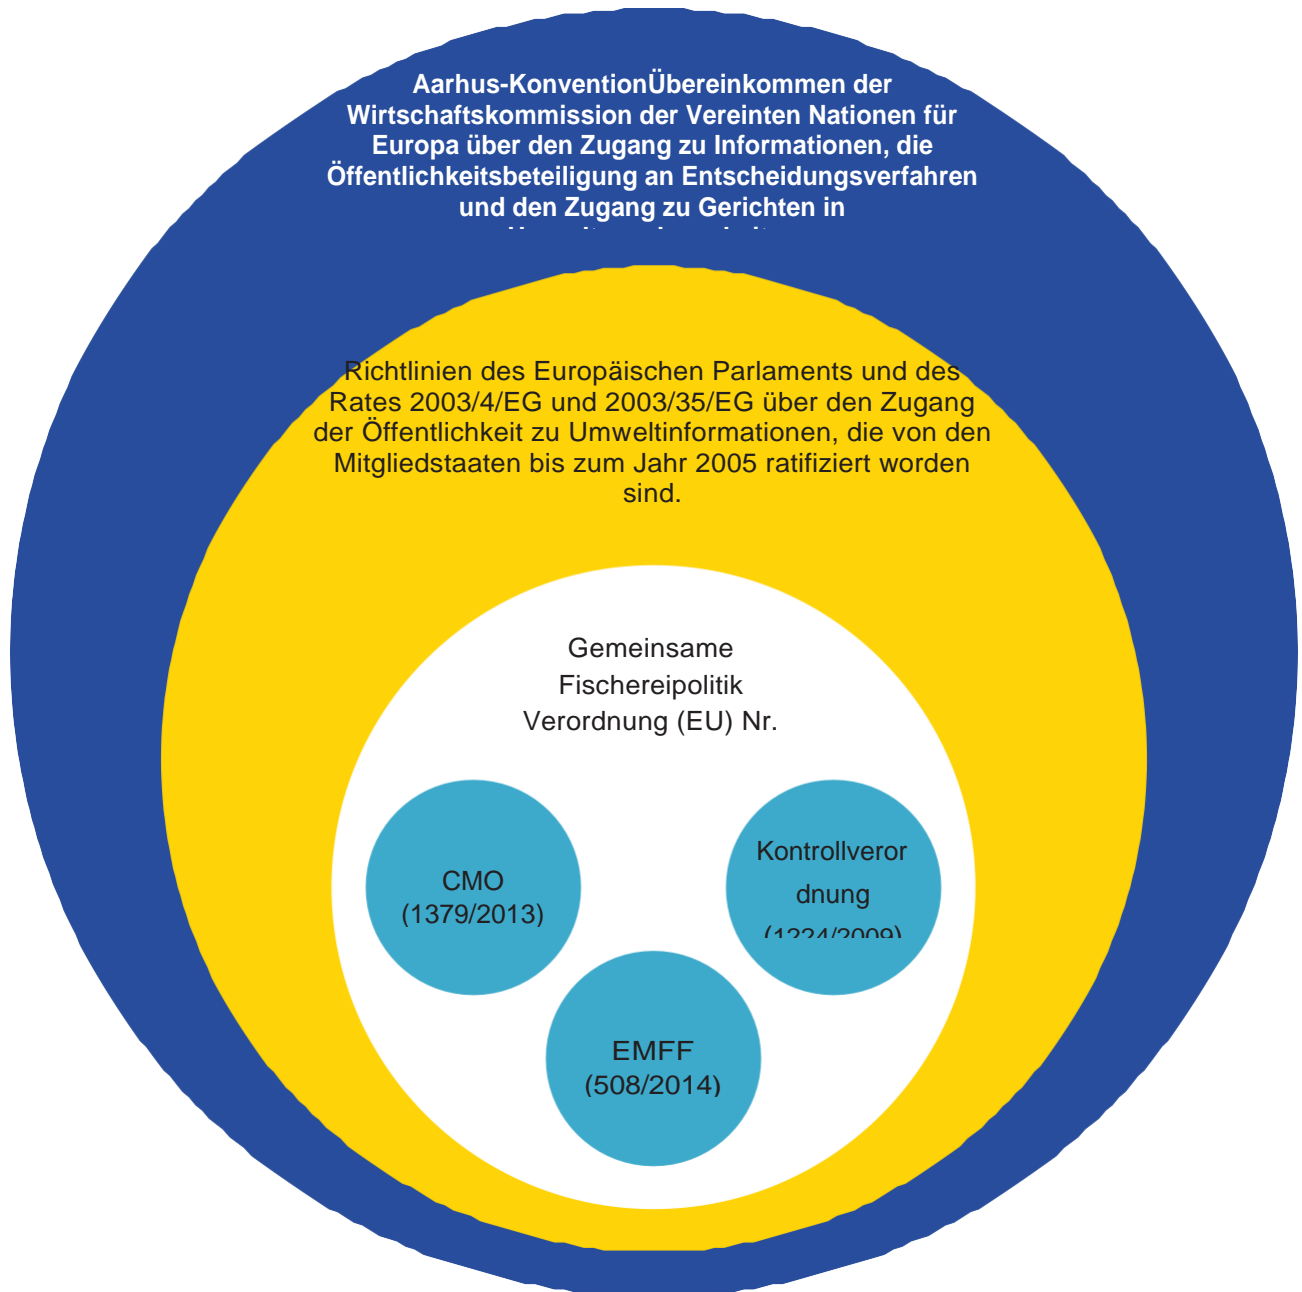 Aarhus-KonventionÜbereinkommen der
Wirtschaftskommission der Vereinten Nationen für
Europa über den Zugang zu Informationen, die
Öffentlichkeitsbeteiligung an Entscheidungsverfahren
und den Zugang zu Gerichten in
Richtlinien des Europäischen Parlaments und des
Rates 2003/4/EG und 2003/35/EG über den Zugang
der Öffentlichkeit zu Umweltinformationen, die von den
Mitgliedstaaten bis zum Jahr 2005 ratifiziert worden
sind.
Gemeinsame
Fischereipolitik
Verordnung (EU) Nr.
CMO
(1379/2013)
Kontrollveror
dnung
(1224/2009)
EMFF
(508/2014)